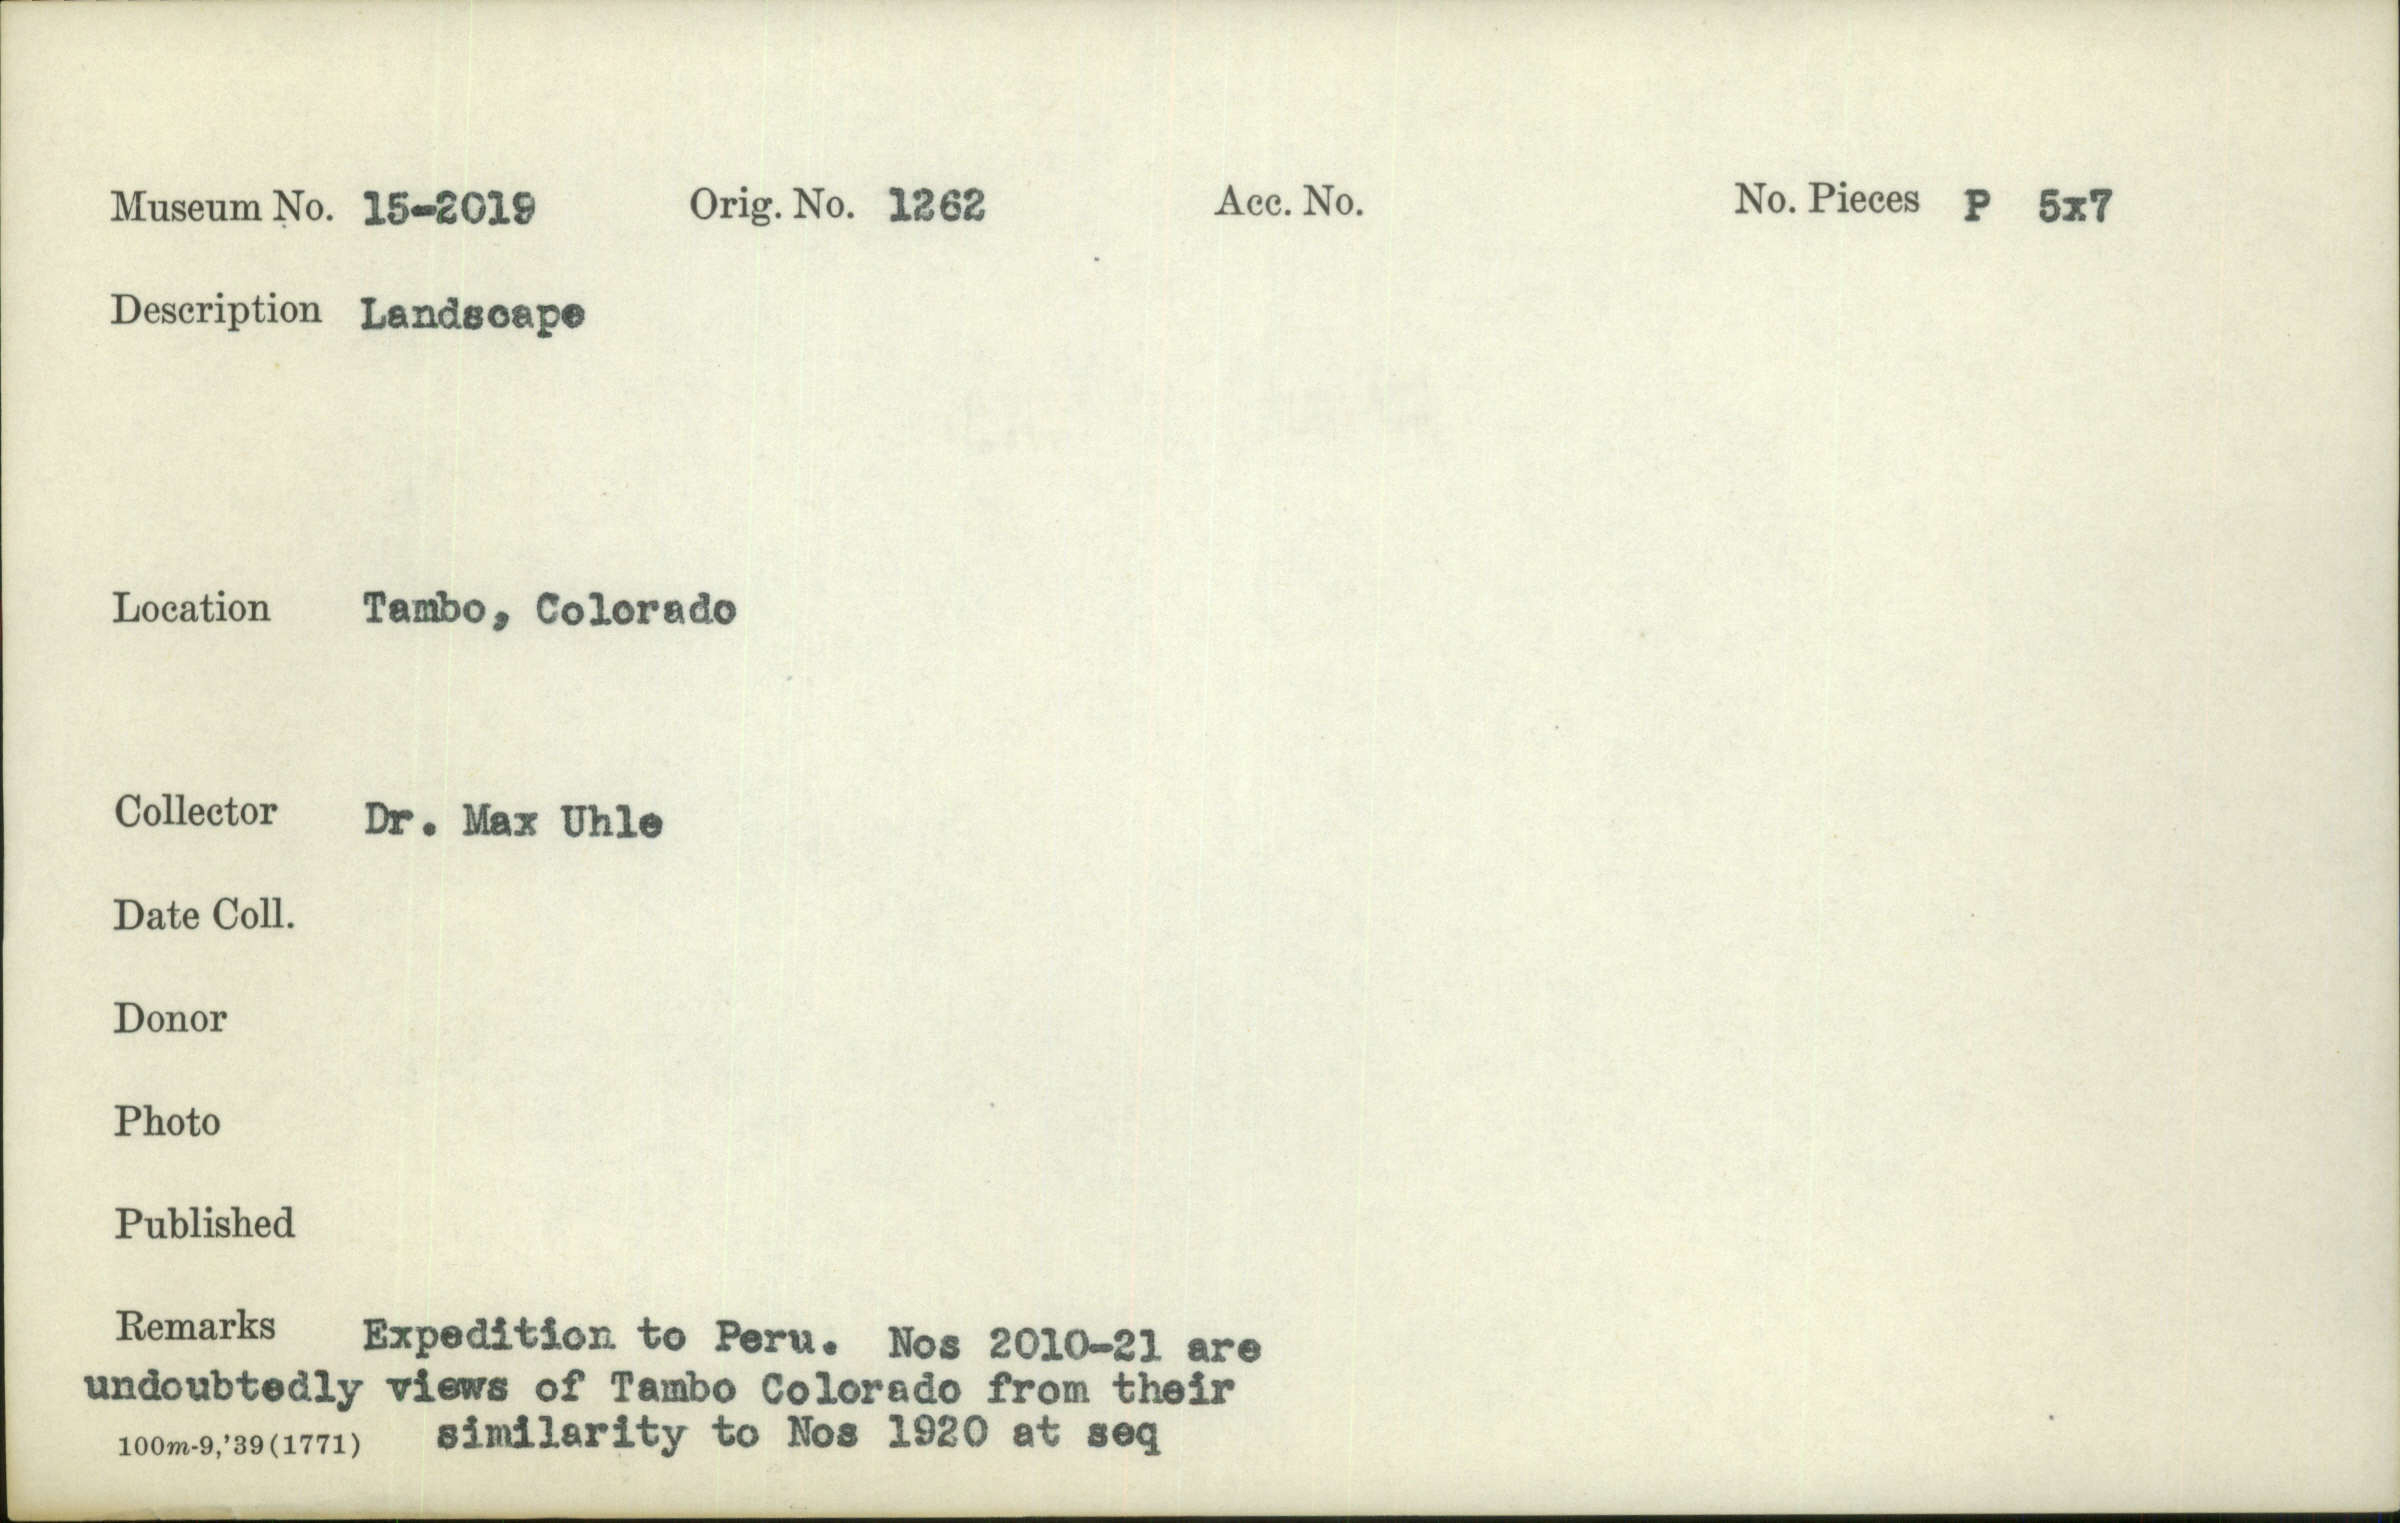 Museum No. 15-2019 Orig. No. 1262 Acc. No. No. Pieces P 5x7
Description Landscape
Location Tambo, Colorado
Collector Dr. Max Uhle
Date Coll.
Donor
Photo
Published
Remarks Expedition to Peru. Nos 2010-21 are
undoubtedly views of Tambo Colorado from their
similarity to Nos 1920 at seq
100m-9,'39(1771)